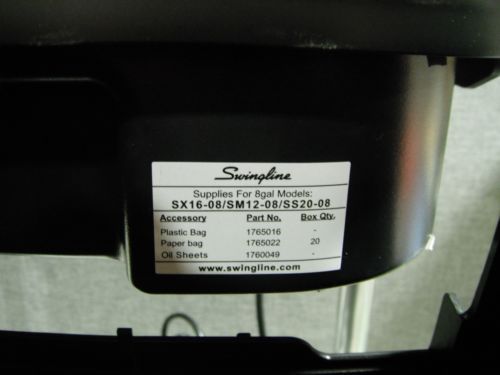 Swingline
Supplies For 8gal Models:
SX16-08/SM12-08/SS20-08
Accessory Part No. Box Qty.
Plastic Bag 1765016 -
Paper bag 1765022 20
Oil Sheets 1760049 -
www.swingline.com